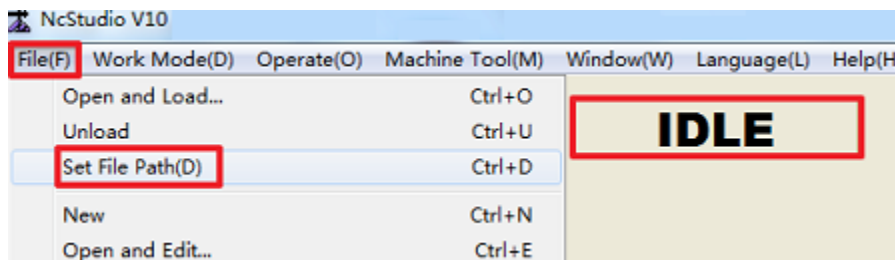 NcStudio V10
File(F) Work Mode(D) Operate(O) Machine Tool(M) Window(W) Language(L) Help(H
Open and Load... Ctrl+O
IDLE
Unload Ctrl+U
Set File Path(D) Ctrl+D
New Ctrl+N
Open and Edit... Ctrl+E